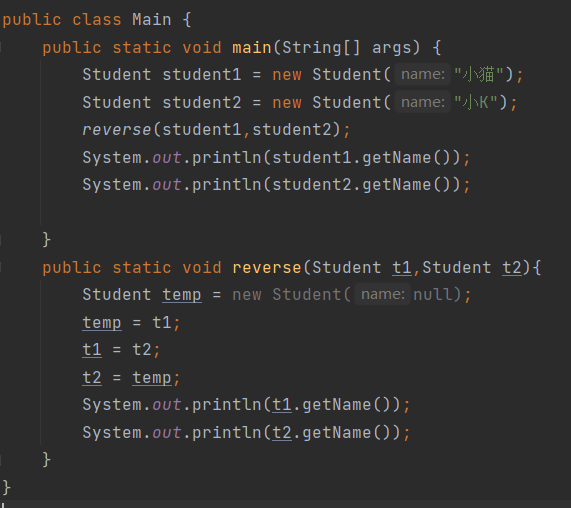 public class Main {
public static void main(String[] args) {
Student student1 = new Student( name: "小猫");
Student student2 = new Student( name: "小K");
reverse(student1,student2);
System.out.println(student1.getName());
System.out.println(student2.getName());
}
public static void reverse(Student t1,Student t2){
Student temp = new Student( name: null);
temp = t1;
t1 = t2;
t2 = temp;
System.out.println(t1.getName());
System.out.println(t2.getName());
}
}